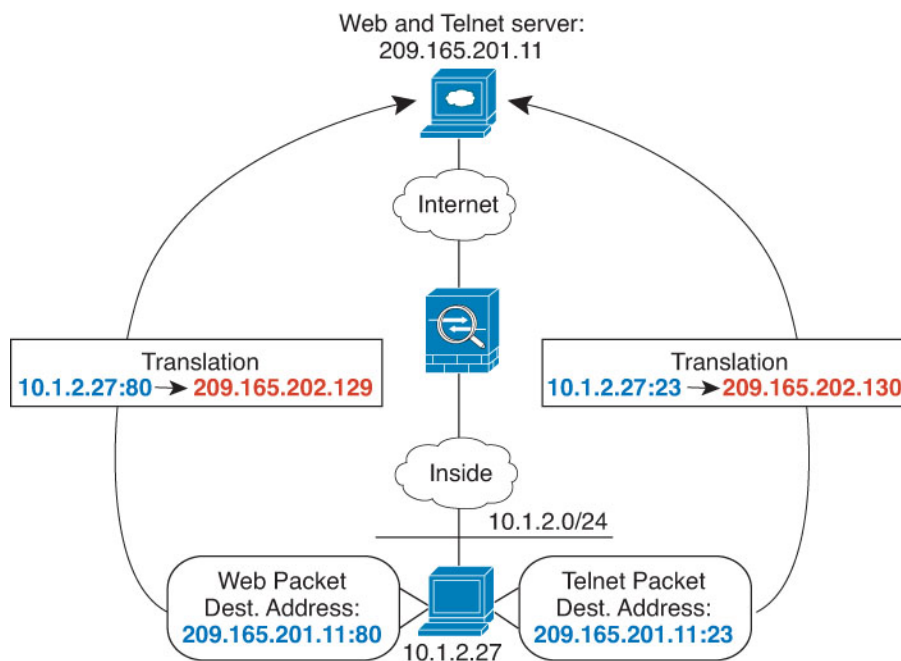 Web and Telnet server:
209.165.201.11
Internet
Translation
10.1.2.27:80 209.165.202.129
Translation
10.1.2.27:23 209.165.202.130
Inside
10.1.2.0/24
Web Packet
Dest. Address:
209.165.201.11:80
Telnet Packet
Dest. Address:
209.165.201.11:23
10.1.2.27